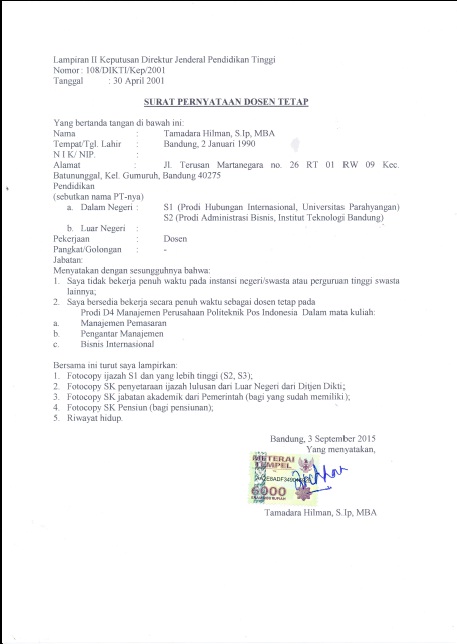 Lampiran II Keputusan Direktur Jenderal Pendidikan Tinggi
Nomor : 108/DIKTI/Kep/2001
Tanggal : 30 April 2001
SURAT PERNYATAAN DOSEN TETAP
Yang bertanda tangan di bawah ini:
Nama : Tamadara Hilman, S.Ip, MBA
Tempat/Tgl. Lahir : Bandung, 2 Januari 1990
N I K/ NIP. :
Alamat : Jl. Terusan Martanegara no. 26 RT 01 RW 09 Kec.
Batununggal, Kel. Gumuruh, Bandung 40275
Pendidikan
(sebutkan nama PT-nya)
a. Dalam Negeri : S1 (Prodi Hubungan Internasional, Universitas Parahyangan)
S2 (Prodi Administrasi Bisnis, Institut Teknologi Bandung)
b. Luar Negeri :
Pekerjaan : Dosen
Pangkat/Golongan : -
Jabatan:
Menyatakan dengan sesungguhnya bahwa:
1. Saya tidak bekerja penuh waktu pada instansi negeri/swasta atau perguruan tinggi swasta
lainnya;
2. Saya bersedia bekerja secara penuh waktu sebagai dosen tetap pada
Prodi D4 Manajemen Perusahaan Politeknik Pos Indonesia Dalam mata kuliah:
a. Manajemen Pemasaran
b. Pengantar Manajemen
c. Bisnis Internasional
Bersama ini turut saya lampirkan:
1. Fotocopy ijazah S1 dan yang lebih tinggi (S2, S3);
2. Fotocopy SK penyetaraan ijazah lulusan dari Luar Negeri dari Ditjen Dikti;
3. Fotocopy SK jabatan akademik dari Pemerintah (bagi yang sudah memiliki);
4. Fotocopy SK Pensiun (bagi pensiunan);
5. Riwayat hidup.
Bandung, 3 September 2015
Yang menyatakan,
METERAI
TEMPEL
6000
Tamadara Hilman, S.Ip, MBA